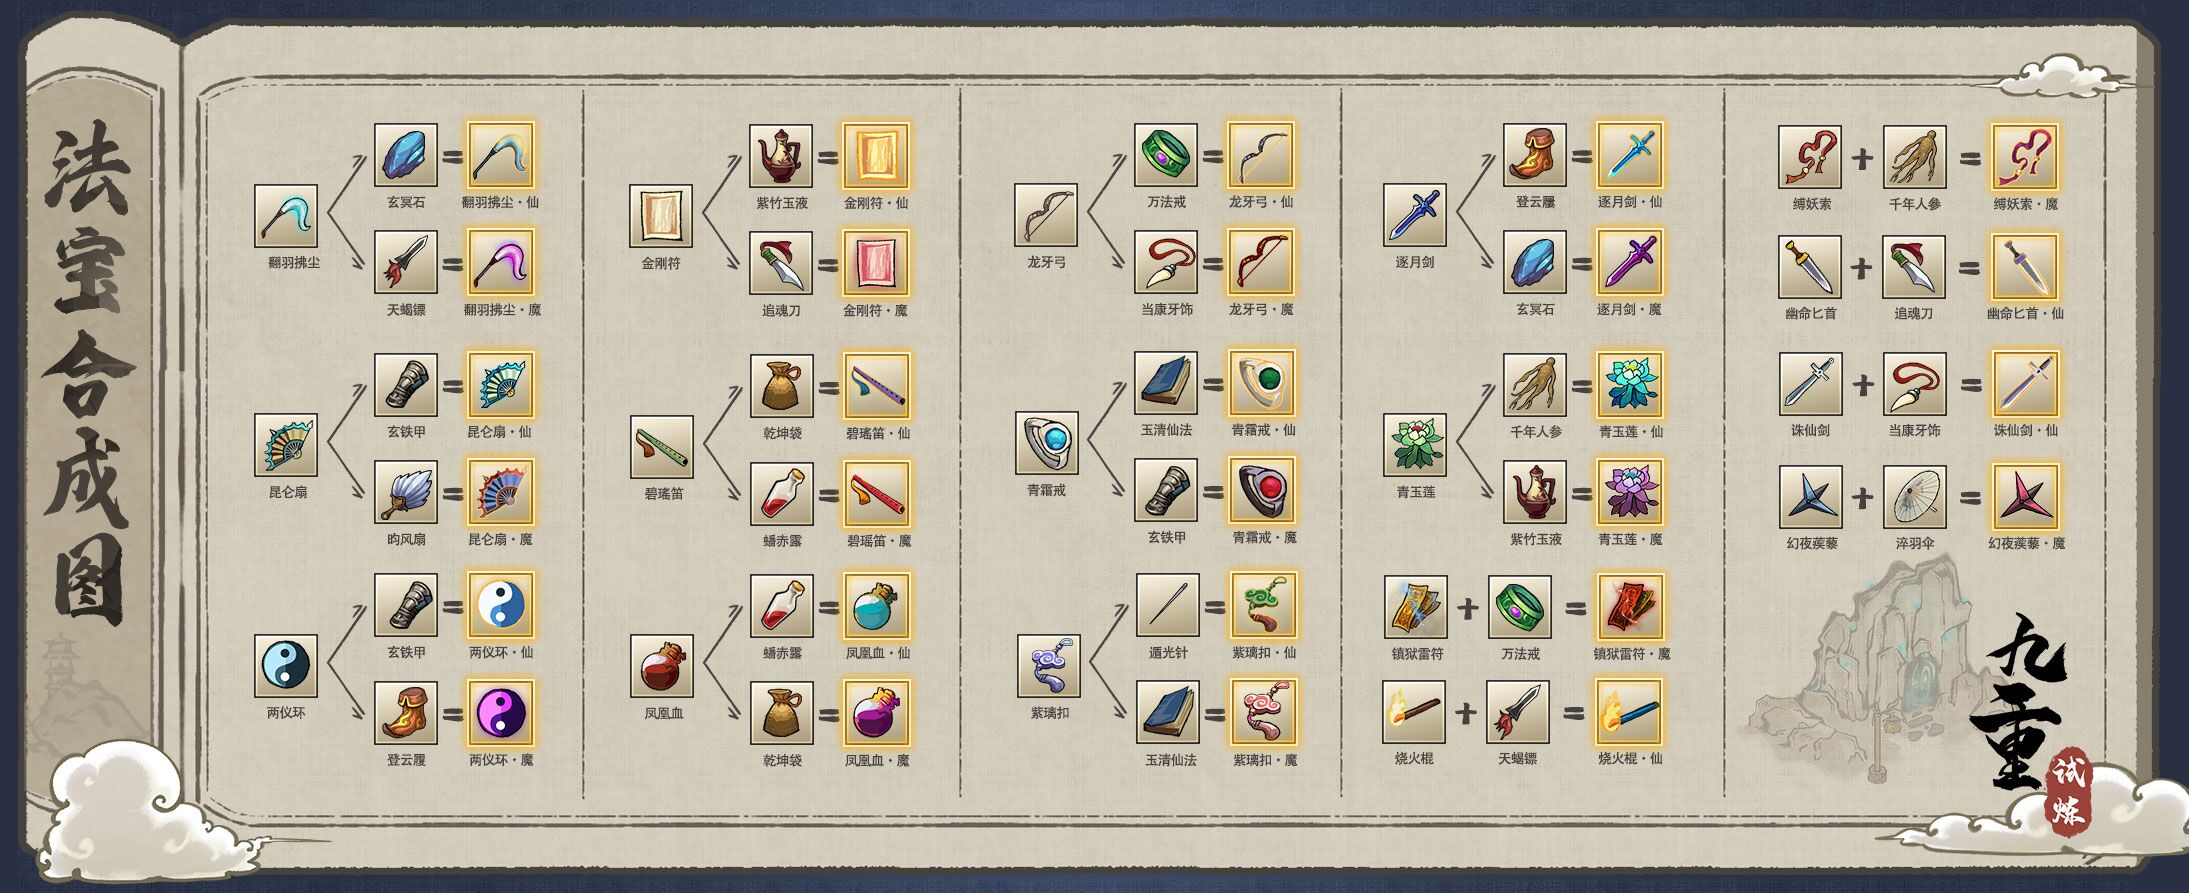 法宝合成图
翻羽拂尘
玄冥石
翻羽拂尘·仙
天蝎镖
翻羽拂尘·魔
昆仑扇
玄铁甲
昆仑扇·仙
昀风扇
昆仑扇·魔
两仪环
玄铁甲
两仪环·仙
登云履
两仪环·魔
金刚符
紫竹玉液
金刚符·仙
追魂刀
金刚符·魔
碧瑤笛
乾坤袋
碧瑤笛·仙
蟠赤露
碧瑤笛·魔
凤凰血
蟠赤露
凤凰血·仙
乾坤袋
凤凰血·魔
龙牙弓
万法戒
龙牙弓·仙
当康牙饰
龙牙弓·魔
青霜戒
玉清仙法
青霜戒·仙
玄铁甲
青霜戒·魔
紫璃扣
遁光针
紫璃扣·仙
玉清仙法
紫璃扣·魔
逐月剑
登云屦
逐月剑·仙
玄冥石
逐月剑·魔
青玉莲
千年人参
青玉莲·仙
紫竹玉液
青玉莲·魔
镇狱雷符
+
万法戒
=
镇狱雷符·魔
烧火棍
+
天蝎镖
=
烧火棍·仙
缚妖索
+
千年人參
=
缚妖索·魔
幽命匕首
+
追魂刀
=
幽命匕首·仙
诛仙剑
+
当康牙饰
=
诛仙剑·仙
幻夜蒺藜
+
淬羽伞
=
幻夜蒺藜·魔
九重
试炼